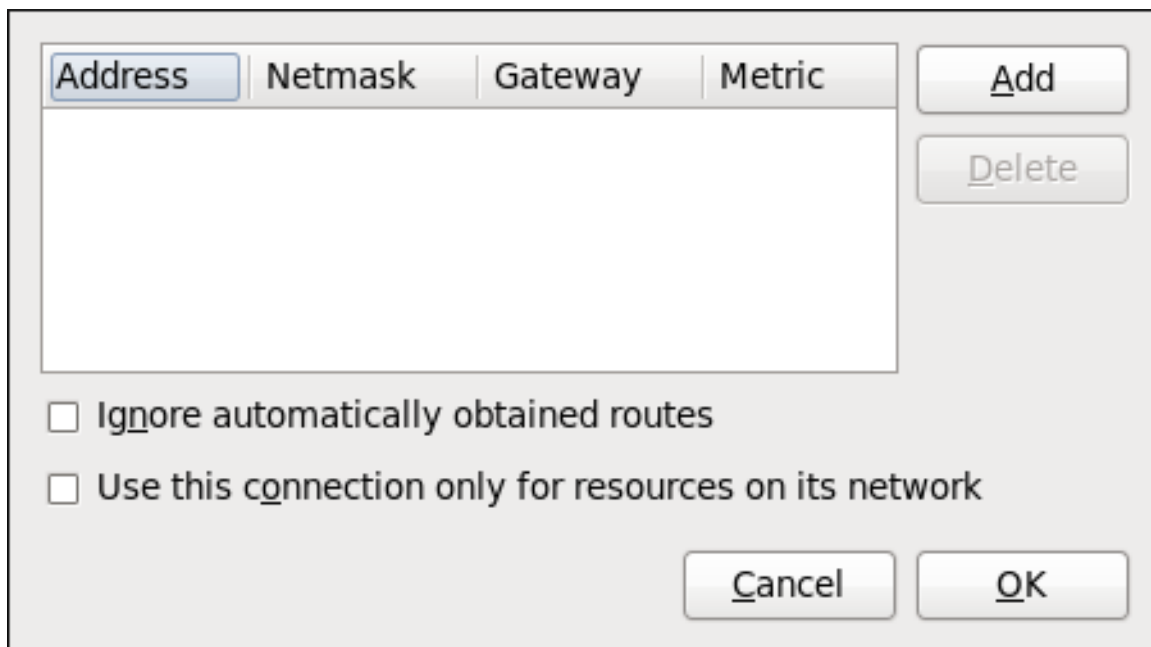 Address Netmask Gateway Metric
Add
Delete
Ignore automatically obtained routes
Use this connection only for resources on its network
Cancel OK